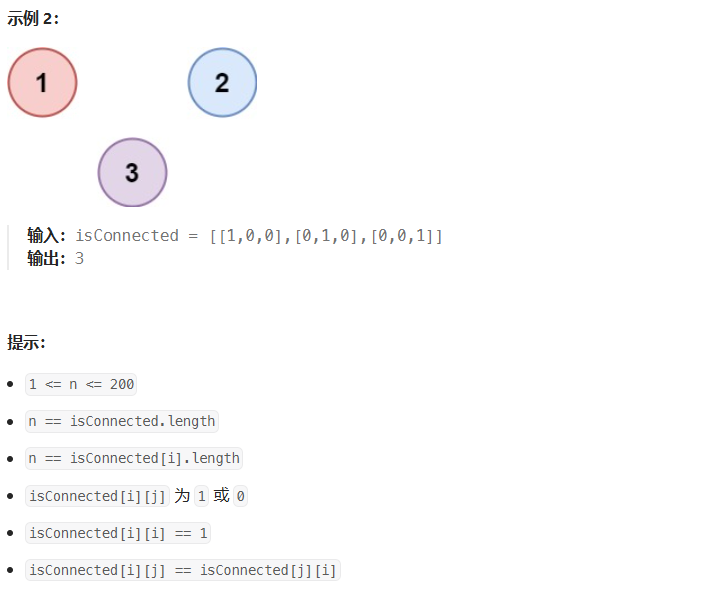 示例 2：
1
2
3
输入：isConnected = [[1,0,0],[0,1,0],[0,0,1]]
输出：3
提示：
1 <= n <= 200
n == isConnected.length
n == isConnected[i].length
isConnected[i][j] 为 1 或 0
isConnected[i][i] == 1
isConnected[i][j] == isConnected[j][i]